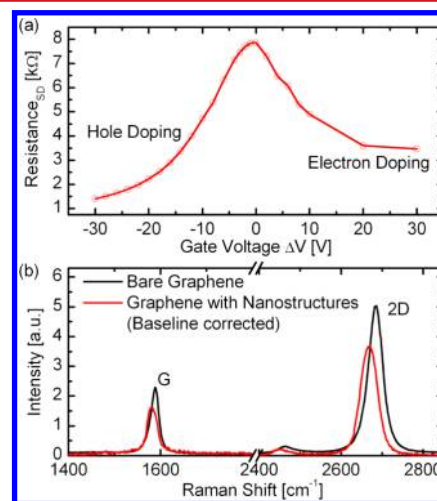 (a)
Resistance_SD [kΩ]
8
7
6
5
4
3
2
1
Hole Doping
Electron Doping
-30 -20 -10 0 10 20 30
Gate Voltage ΔV [V]
(b)
Intensity [a.u.]
6
5
4
3
2
1
0
Bare Graphene
Graphene with Nanostructures
(Baseline corrected)
G
2D
1400 1600 2400 2600 2800
Raman Shift [cm⁻¹]